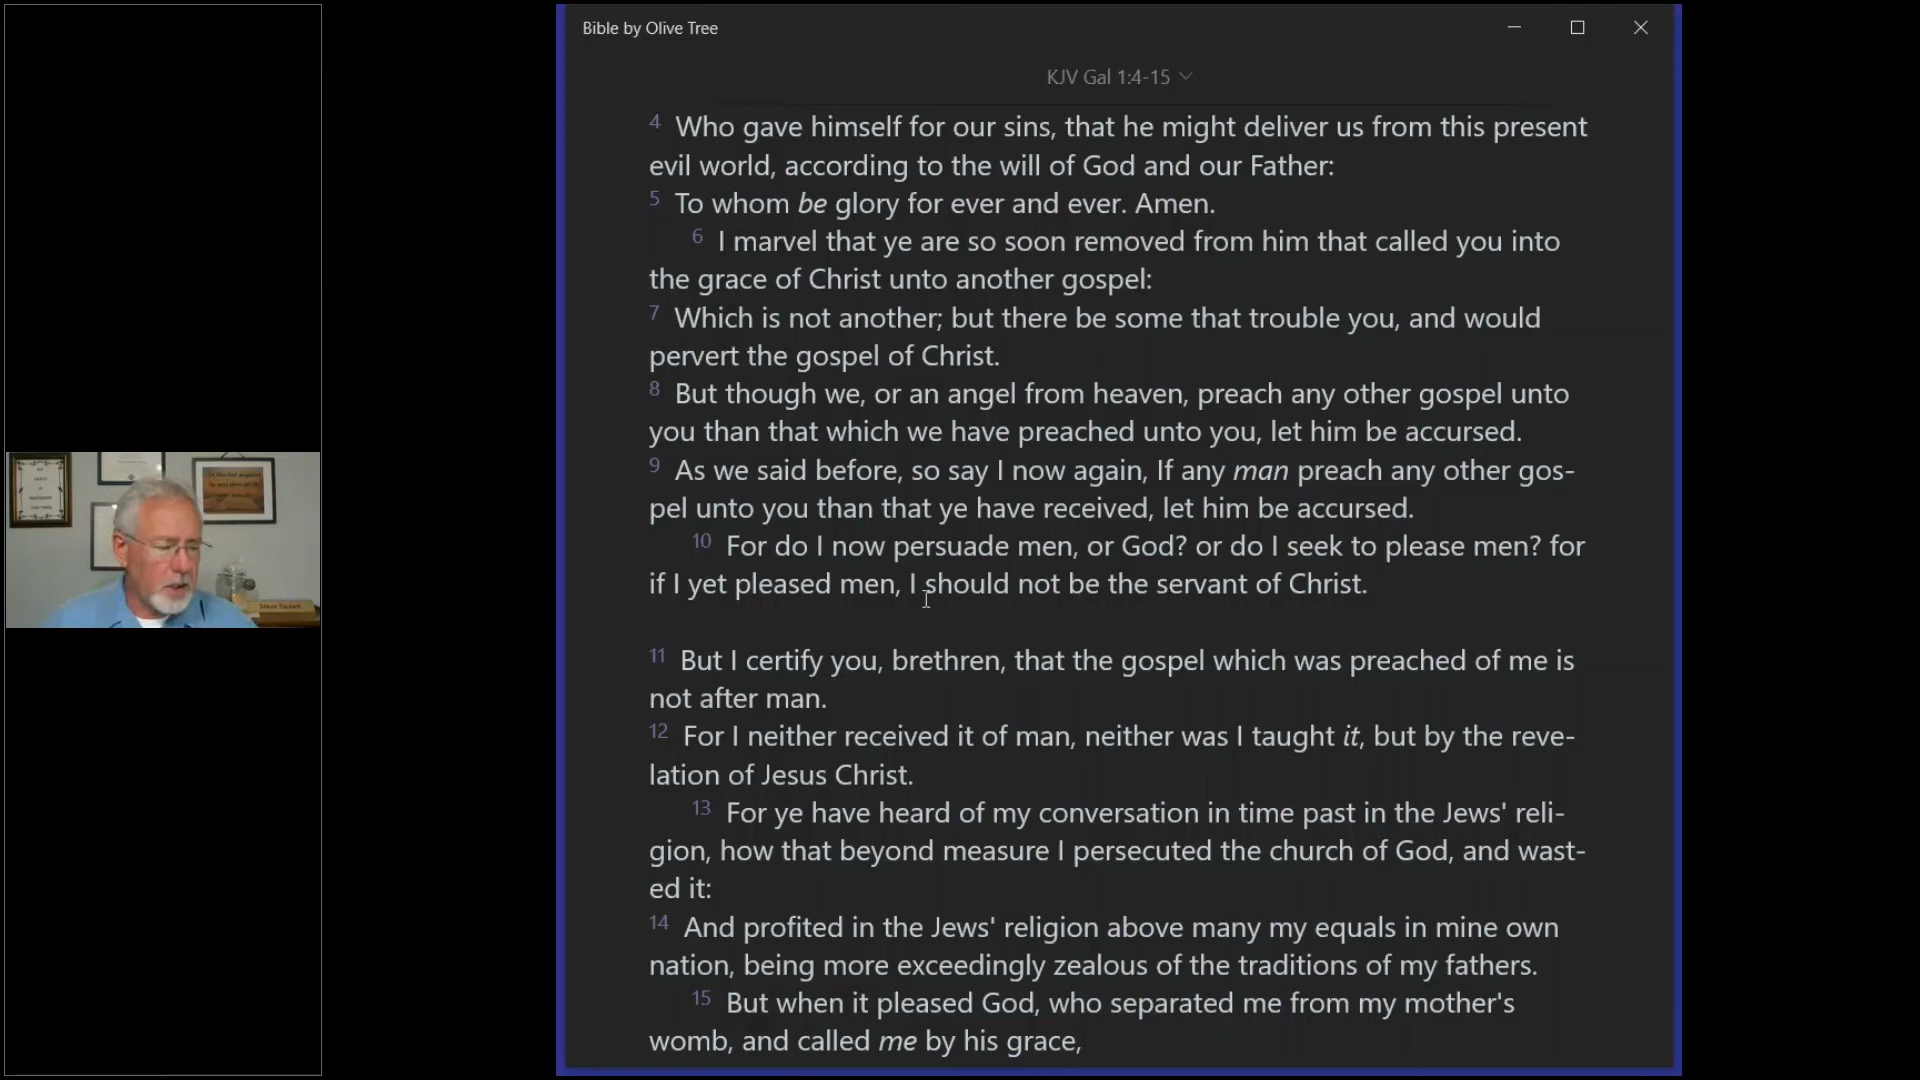 Bible by Olive Tree
KJV Gal 1:4-15
4 Who gave himself for our sins, that he might deliver us from this present
evil world, according to the will of God and our Father:
5 To whom be glory for ever and ever. Amen.
6 I marvel that ye are so soon removed from him that called you into
the grace of Christ unto another gospel:
7 Which is not another; but there be some that trouble you, and would
pervert the gospel of Christ.
8 But though we, or an angel from heaven, preach any other gospel unto
you than that which we have preached unto you, let him be accursed.
9 As we said before, so say I now again, If any man preach any other gos-
pel unto you than that ye have received, let him be accursed.
10 For do I now persuade men, or God? or do I seek to please men? for
if I yet pleased men, I should not be the servant of Christ.
11 But I certify you, brethren, that the gospel which was preached of me is
not after man.
12 For I neither received it of man, neither was I taught it, but by the reve-
lation of Jesus Christ.
13 For ye have heard of my conversation in time past in the Jews' reli-
gion, how that beyond measure I persecuted the church of God, and wast-
ed it:
14 And profited in the Jews' religion above many my equals in mine own
nation, being more exceedingly zealous of the traditions of my fathers.
15 But when it pleased God, who separated me from my mother's
womb, and called me by his grace,
Steve Tackett